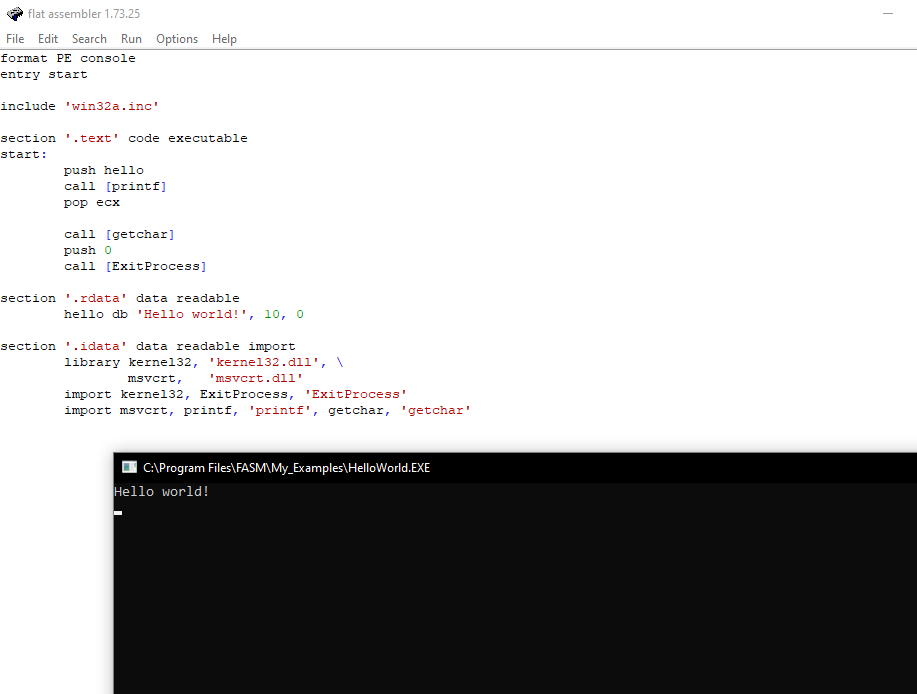 flat assembler 1.73.25
File Edit Search Run Options Help
format PE console
entry start
include 'win32a.inc'
section '.text' code executable
start:
push hello
call [printf]
pop ecx
call [getchar]
push 0
call [ExitProcess]
section '.rdata' data readable
hello db 'Hello world!', 10, 0
section '.idata' data readable import
library kernel32, 'kernel32.dll', \
msvcrt, 'msvcrt.dll'
import kernel32, ExitProcess, 'ExitProcess'
import msvcrt, printf, 'printf', getchar, 'getchar'
C:\Program Files\FASM\My_Examples\HelloWorld.EXE
Hello world!